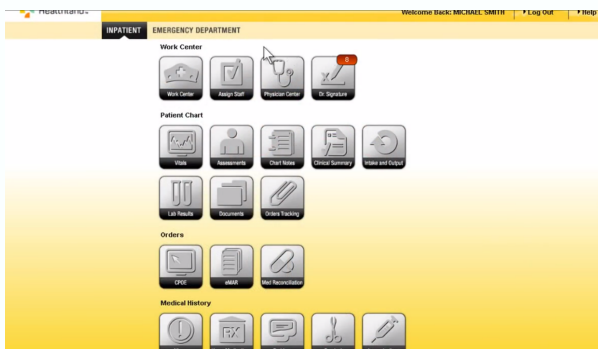 Healthland
Welcome Back: MICHAEL SMITH Log Out Help
INPATIENT EMERGENCY DEPARTMENT
Work Center
8
Work Center Assign Staff Physician Center Dr. Signature
Patient Chart
Vitals Assessments Chart Notes Clinical Summary Intake and Output
Lab Results Documents Orders Tracking
Orders
CPOE eMAR Med Reconciliation
Medical History
RX